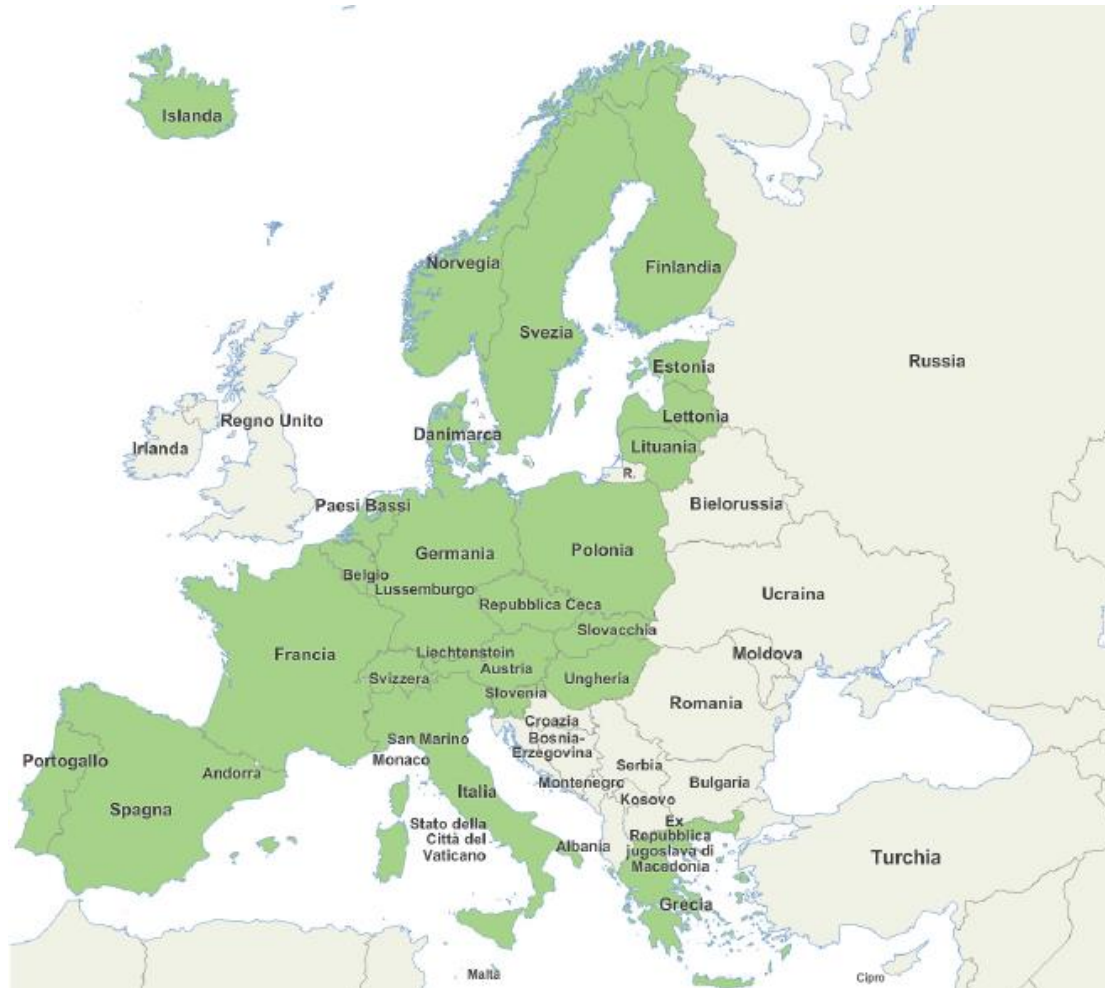 Islanda
Norvegia
Finlandia
Svezia
Russia
Estonia
Lettonia
Regno Unito
Danimarca
Irlanda
Lituania
R.
Paesi Bassi
Bielorussia
Germania
Polonia
Belgio
Lussemburgo
Ucraina
Repubblica Ceca
Slovacchia
Francia
Liechtenstein
Moldova
Austria
Svizzera
Ungheria
Slovenia
Romania
Croazia
Bosnia-
Erzegovina
San Marino
Monaco
Portogallo
Andorra
Serbia
Bulgaria
Montenegro
Italia
Kosovo
Spagna
Stato della
Città del
Vaticano
Ex
Repubblica
jugoslava di
Macedonia
Albania
Turchia
Grecia
Malta
Cipro